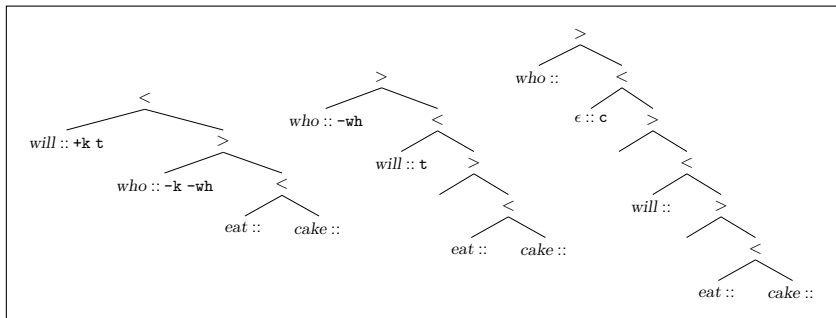 <
will :: +k t
>
who :: -k -wh
<
eat :: cake ::
>
who :: -wh
<
will :: t
>
<
eat :: cake ::
>
who ::
<
ϵ :: c
>
<
will ::
>
<
eat :: cake ::